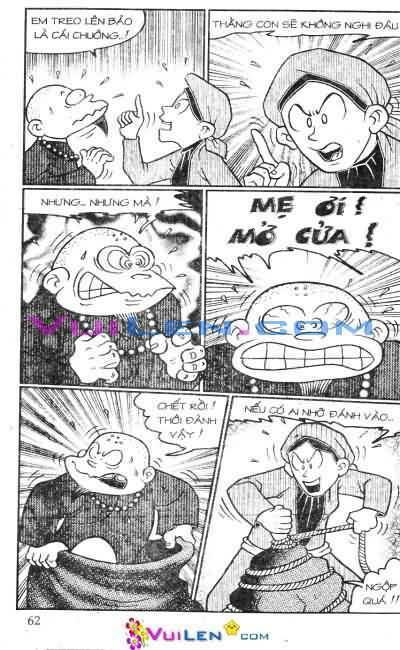 EM TREO LÊN BẢO
LÀ CÁI CHUÔNG..!
THẰNG CON SẼ KHÔNG NGHI ĐÂU
NHƯNG... NHƯNG MÀ!
MẸ ƠI!
MỞ CỬA!
VUILEN.COM
CHẾT RỒI!
THÔI ĐÀNH
VẬY!
NẾU CÓ AI NHỠ ĐÁNH VÀO...
NGỘP
QUÁ!!
62
VUILEN COM